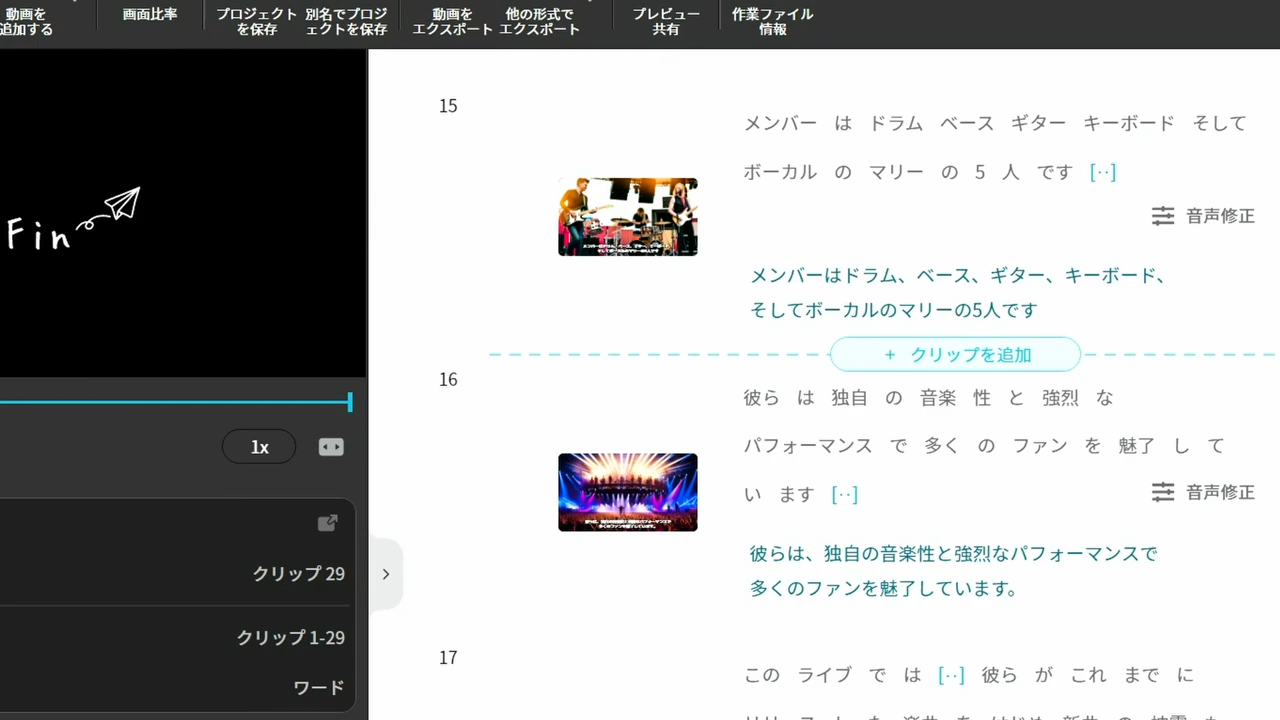 動画を
追加する
画面比率
プロジェクト
を保存
別名でプロジ
ェクトを保存
動画を
エクスポート
他の形式で
エクスポート
プレビュー
共有
作業ファイル
情報
Fin
1x
クリップ 29
クリップ 1-29
ワード
15
メンバー は ドラム ベース ギター キーボード そして
ボーカル の マリー の 5 人 です [··]
音声修正
メンバーはドラム、ベース、ギター、キーボード、
そしてボーカルのマリーの5人です
+ クリップを追加
16
彼ら は 独自 の 音楽 性 と 強烈 な
パフォーマンス で 多く の ファン を 魅了 し て
い ます [··]
音声修正
彼らは、独自の音楽性と強烈なパフォーマンスで
多くのファンを魅了しています。
17
この ライブ で は [··] 彼ら が これ まで に